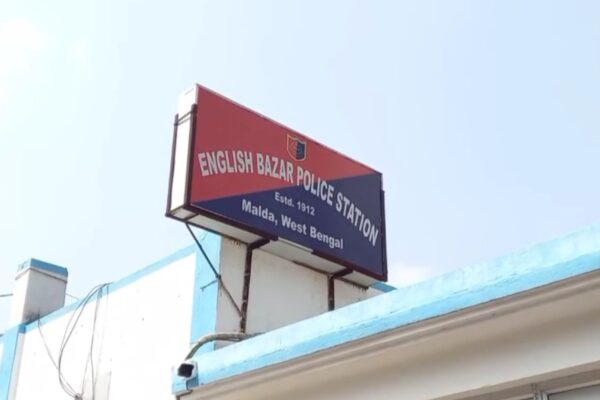 ENGLISH BAZAR POLICE STATION
Estd. 1912
Malda, West Bengal